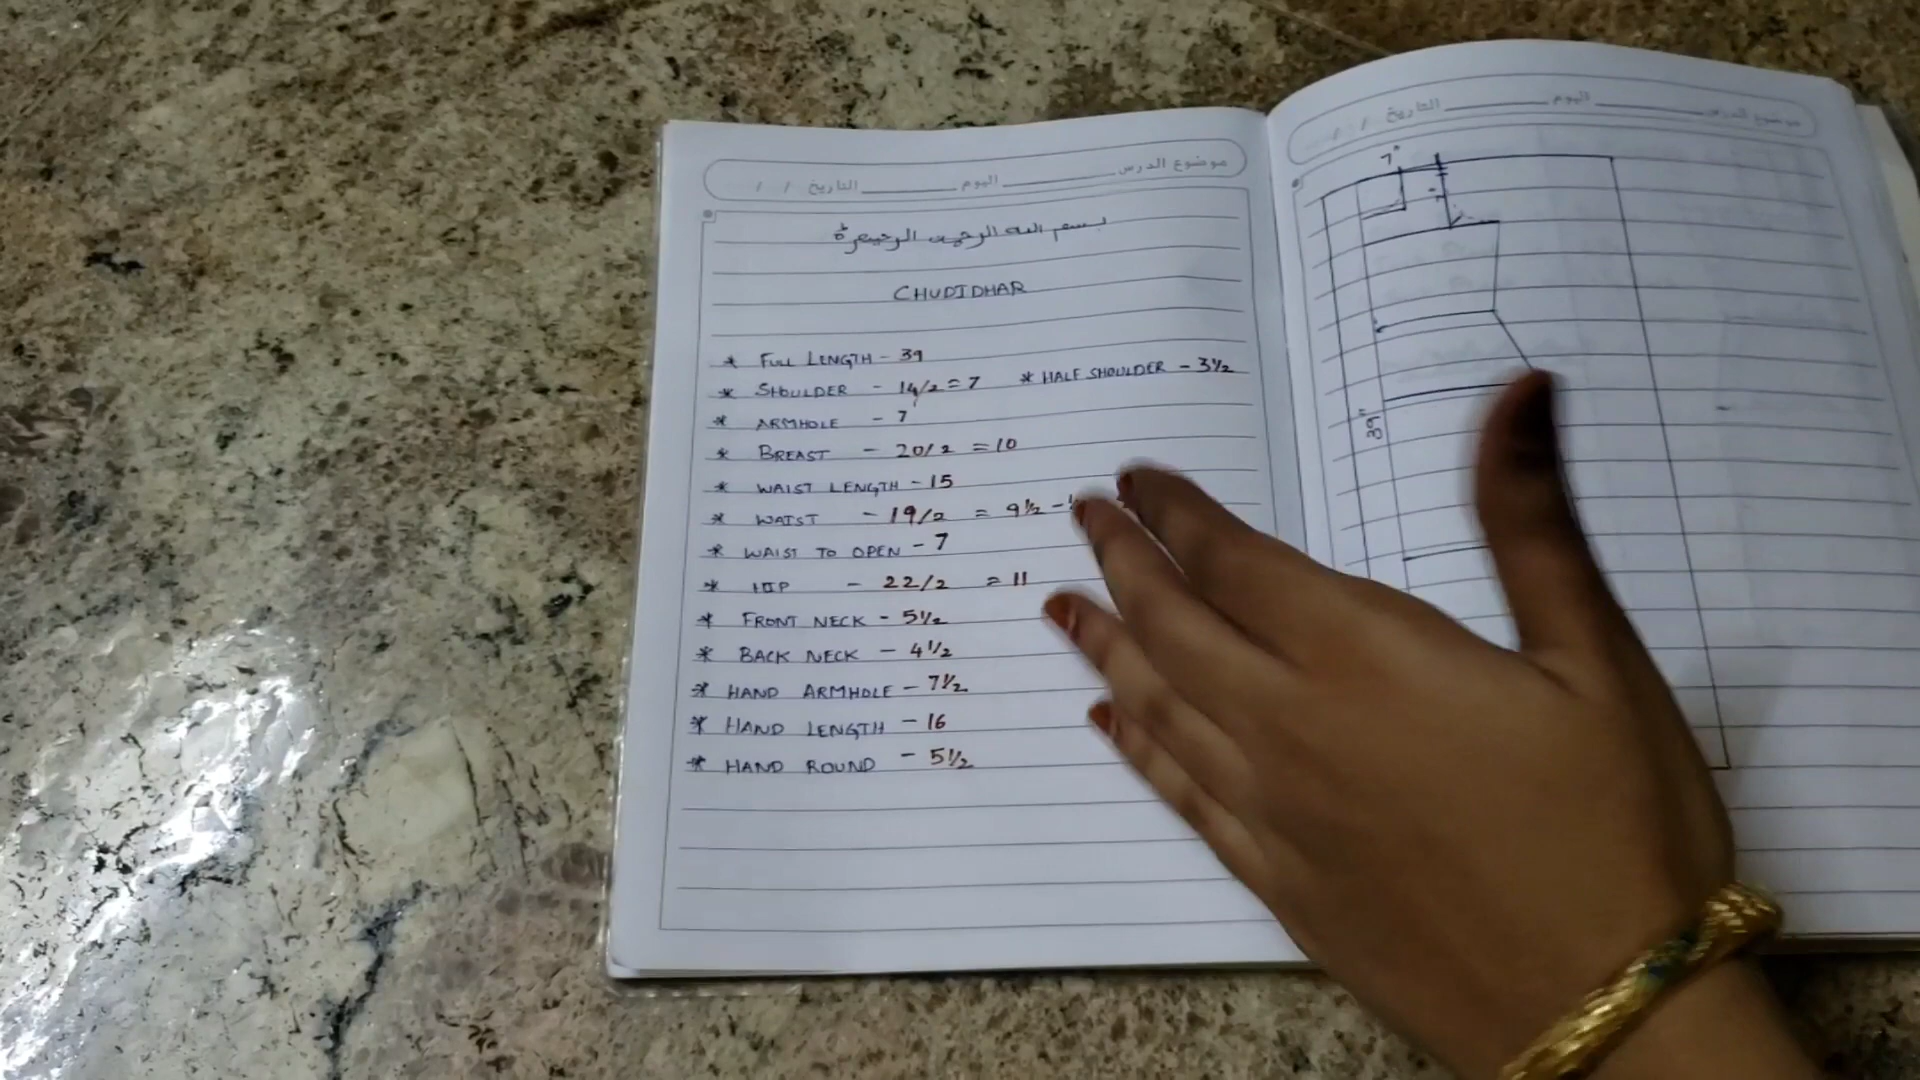 موضوع الدرس اليوم التاريخ / /
بسم الله الرحمن الرحيم
CHUDIDHAR
* FULL LENGTH - 39
* SHOULDER - 14/2 = 7 * HALF SHOULDER - 3½
* ARMHOLE - 7
* BREAST - 20/2 = 10
* WAIST LENGTH - 15
* WAIST - 19/2 = 9½ -
* WAIST TO OPEN - 7
* HIP - 22/2 = 11
* FRONT NECK - 5½
* BACK NECK - 4½
* HAND ARMHOLE - 7½
* HAND LENGTH - 16
* HAND ROUND - 5½
موضوع الدرس اليوم التاريخ / /
7"
39"